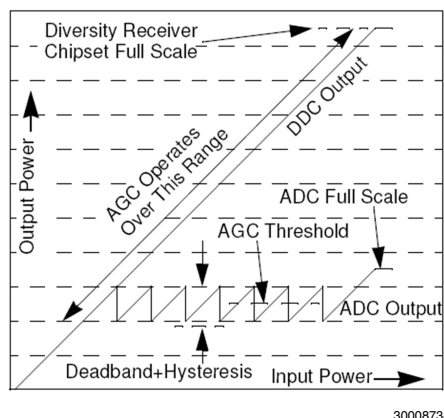 Diversity Receiver
Chipset Full Scale
DDC Output
AGC Operates
Over This Range
Output Power
ADC Full Scale
AGC Threshold
ADC Output
Deadband+Hysteresis
Input Power
3000873